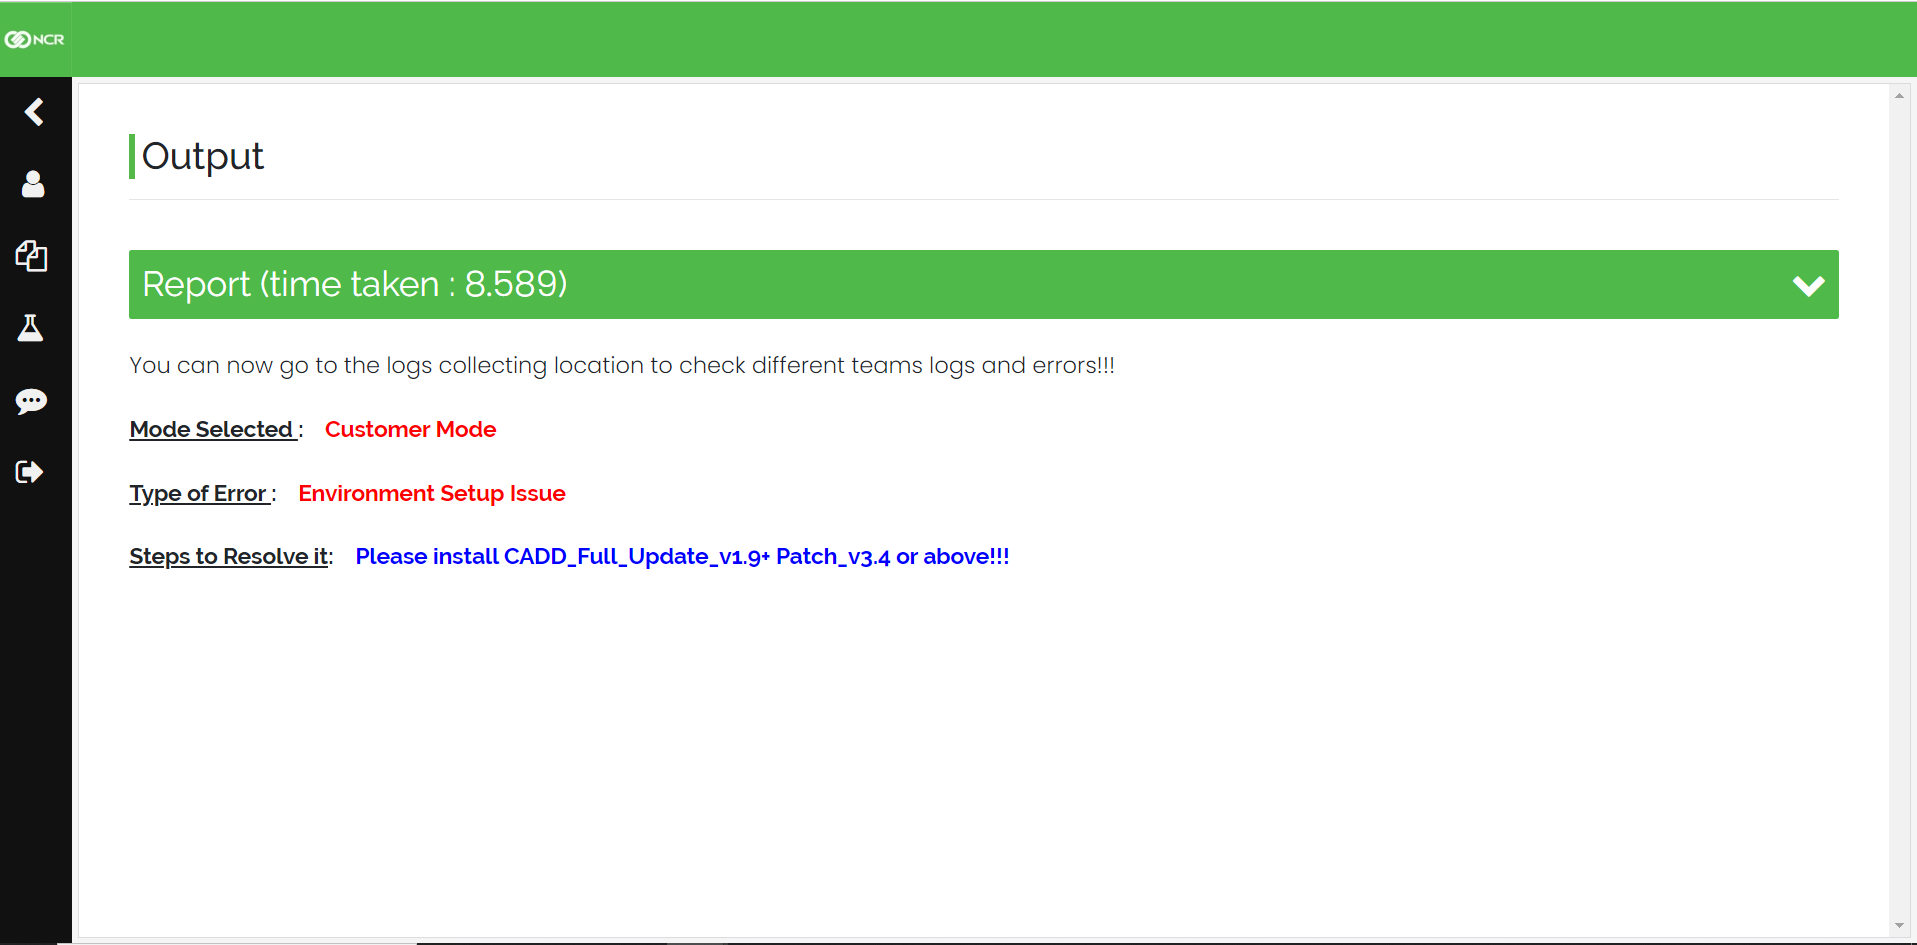 NCR
Output
Report (time taken : 8.589)
You can now go to the logs collecting location to check different teams logs and errors!!!
Mode Selected : Customer Mode
Type of Error : Environment Setup Issue
Steps to Resolve it: Please install CADD_Full_Update_v1.9+ Patch_v3.4 or above!!!